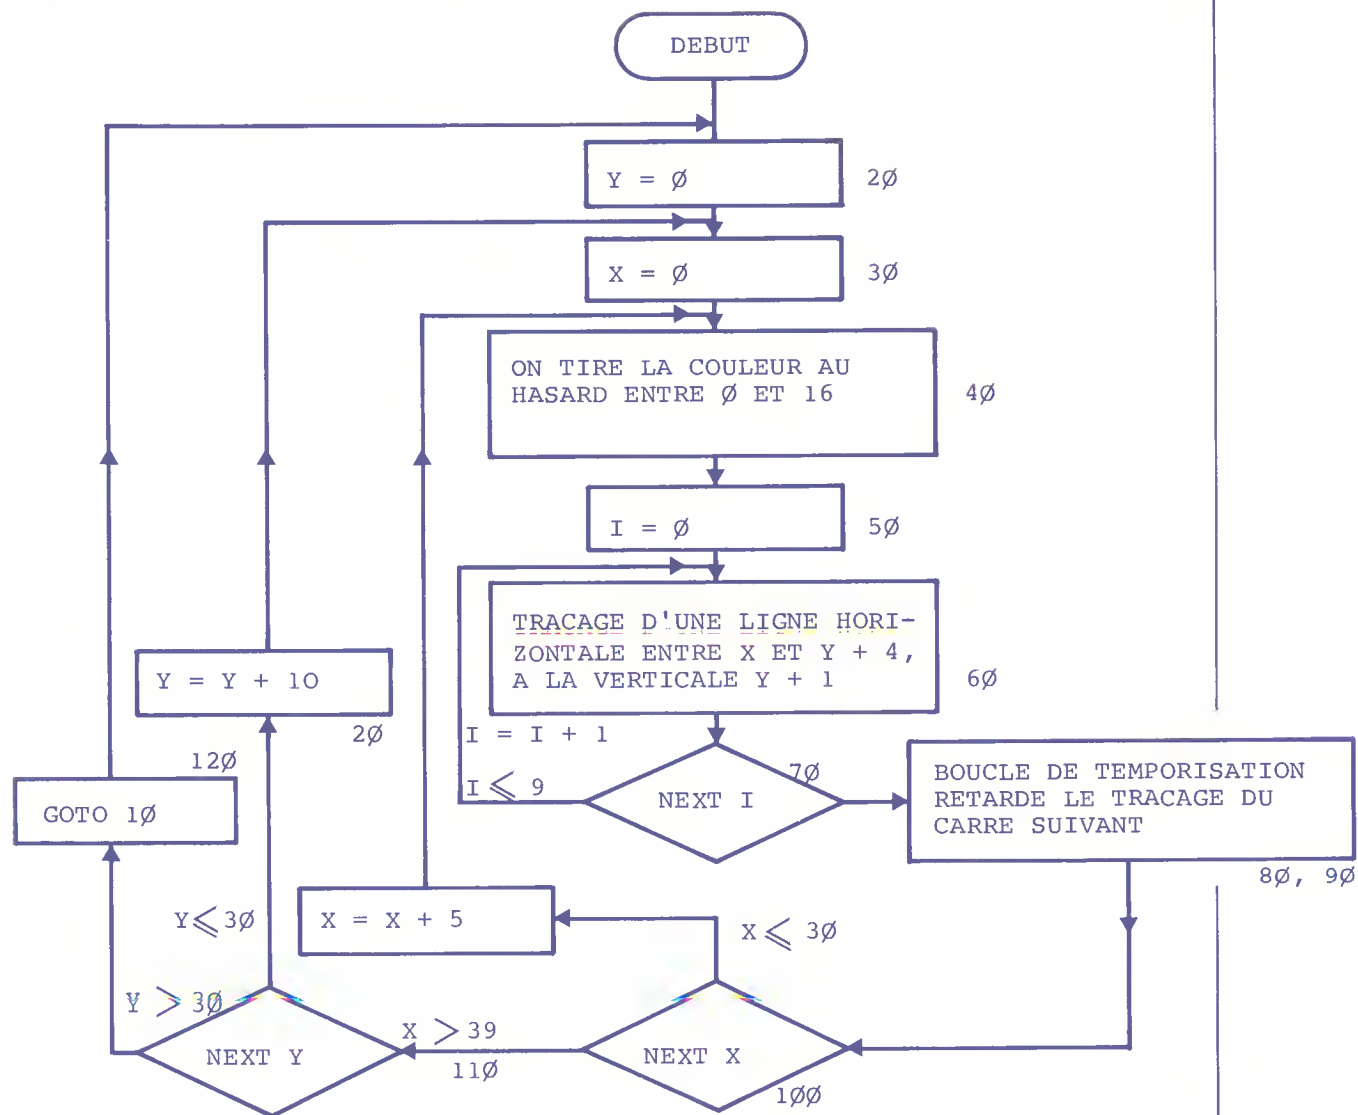 DEBUT
Y = Ø
2Ø
X = Ø
3Ø
ON TIRE LA COULEUR AU
HASARD ENTRE Ø ET 16
4Ø
I = Ø
5Ø
TRACAGE D'UNE LIGNE HORI-
ZONTALE ENTRE X ET Y + 4,
A LA VERTICALE Y + 1
6Ø
Y = Y + 10
2Ø
I = I + 1
I ⩽ 9
NEXT I
7Ø
BOUCLE DE TEMPORISATION
RETARDE LE TRACAGE DU
CARRE SUIVANT
8Ø, 9Ø
12Ø
GOTO 1Ø
X = X + 5
Y ⩽ 3Ø
X ⩽ 3Ø
Y > 3Ø
X > 39
NEXT Y
11Ø
NEXT X
1ØØ